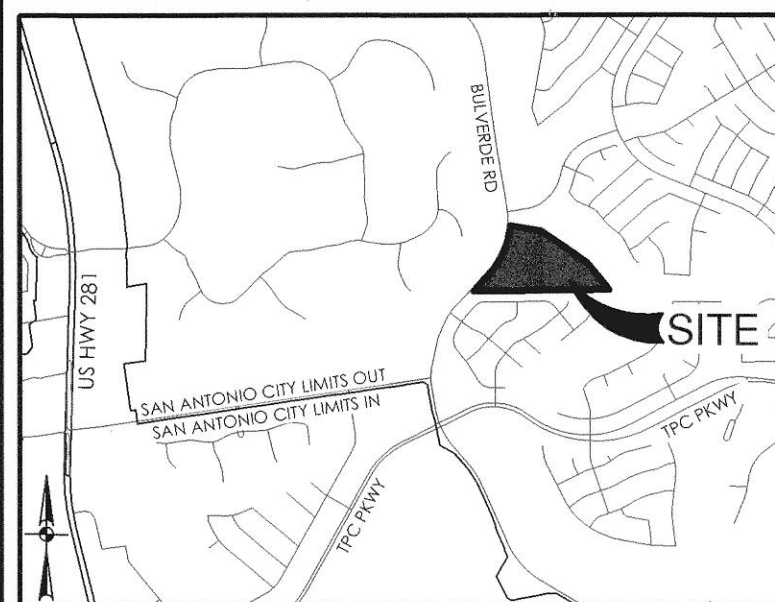 BULVERDE RD
US HWY 281
SITE
SAN ANTONIO CITY LIMITS OUT
SAN ANTONIO CITY LIMITS IN
TPC PKWY
TPC PKWY